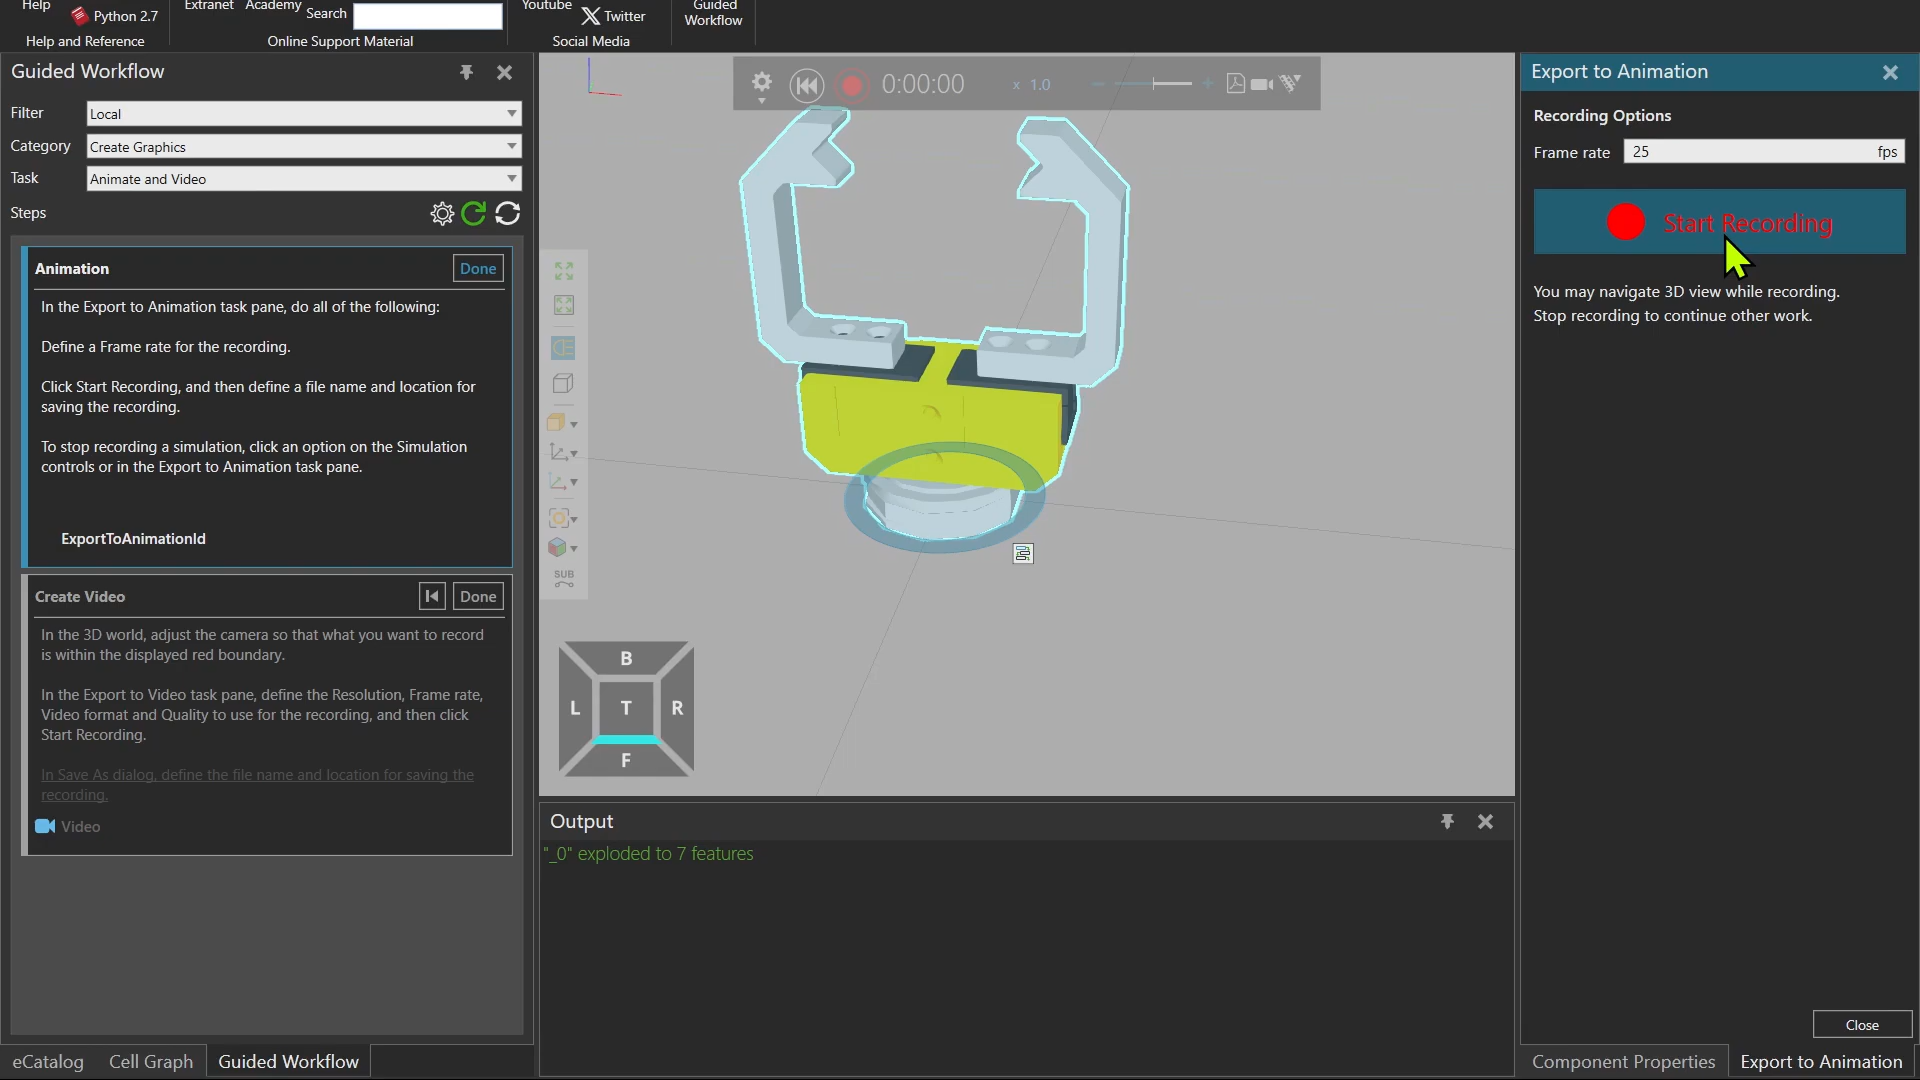 Help
Python 2.7
Help and Reference
Extranet
Academy
Search
Online Support Material
Youtube
Twitter
Social Media
Guided
Workflow
Guided Workflow
Filter
Local
Category
Create Graphics
Task
Animate and Video
Steps
Animation
Done
In the Export to Animation task pane, do all of the following:
Define a Frame rate for the recording.
Click Start Recording, and then define a file name and location for
saving the recording.
To stop recording a simulation, click an option on the Simulation
controls or in the Export to Animation task pane.
ExportToAnimationId
Create Video
Done
In the 3D world, adjust the camera so that what you want to record
is within the displayed red boundary.
In the Export to Video task pane, define the Resolution, Frame rate,
Video format and Quality to use for the recording, and then click
Start Recording.
In Save As dialog, define the file name and location for saving the
recording.
Video
eCatalog
Cell Graph
Guided Workflow
0:00:00
x 1.0
SUB
B
L
T
R
F
Output
"_0" exploded to 7 features
Export to Animation
Recording Options
Frame rate
25
fps
Start Recording
You may navigate 3D view while recording.
Stop recording to continue other work.
Close
Component Properties
Export to Animation